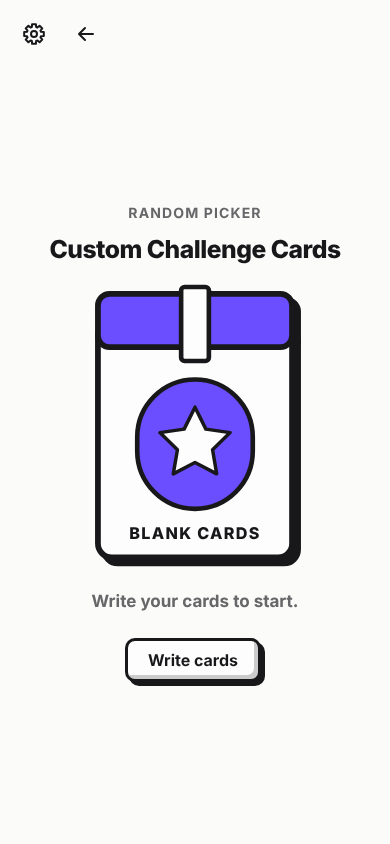 RANDOM PICKER
Custom Challenge Cards
BLANK CARDS
Write your cards to start.
Write cards